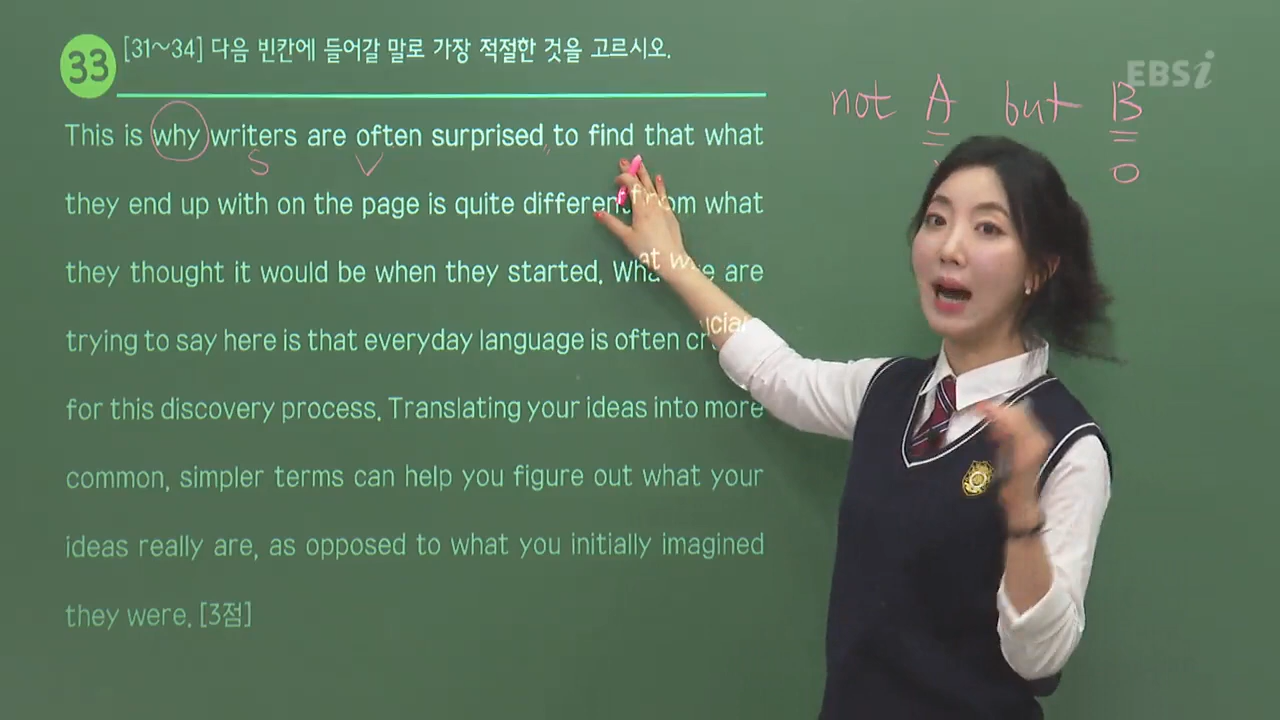 33
[31~34] 다음 빈칸에 들어갈 말로 가장 적절한 것을 고르시오.
EBSi
not A but B
O
This is why writers are often surprised to find that what
S V
they end up with on the page is quite different from what
they thought it would be when they started. What we are
trying to say here is that everyday language is often crucial
for this discovery process. Translating your ideas into more
common, simpler terms can help you figure out what your
ideas really are, as opposed to what you initially imagined
they were. [3점]